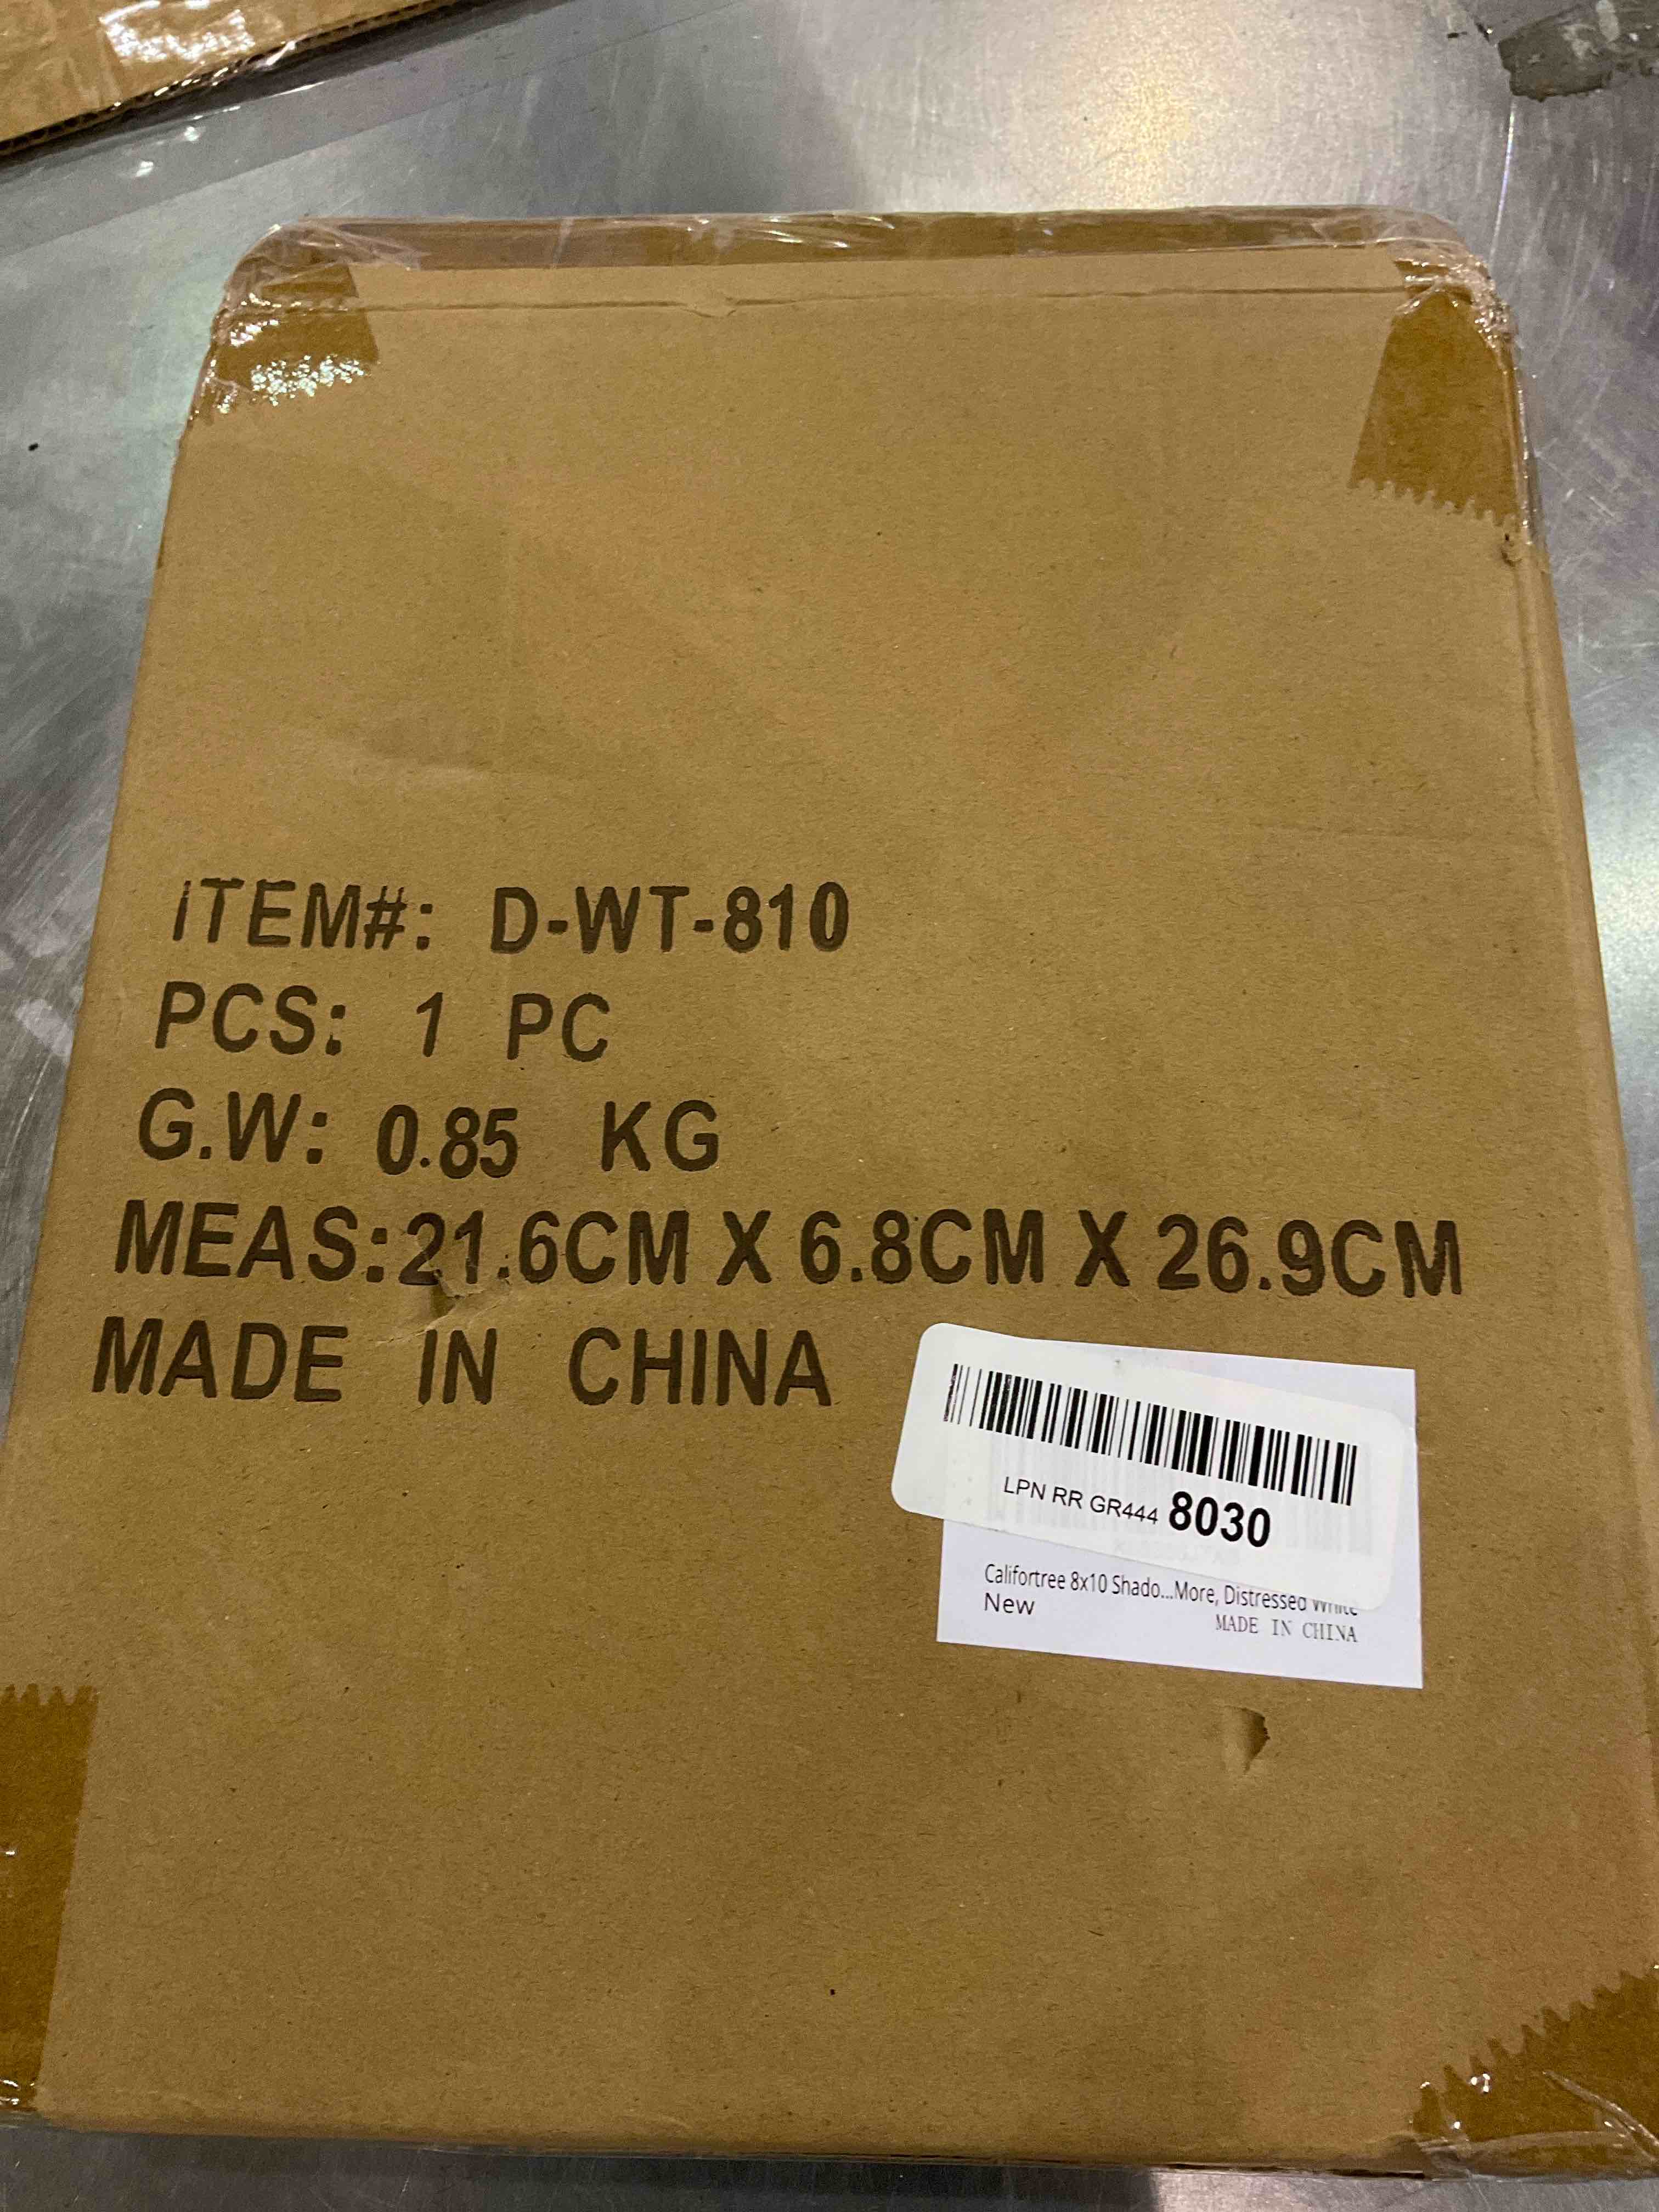 ITEM#: D-WT-810
PCS: 1 PC
G.W: 0.85 KG
MEAS:21.6CM X 6.8CM X 26.9CM
MADE IN CHINA
LPN RR GR444 8030
Califortree 8x10 Shado...More, Distressed White
New
MADE IN CHINA